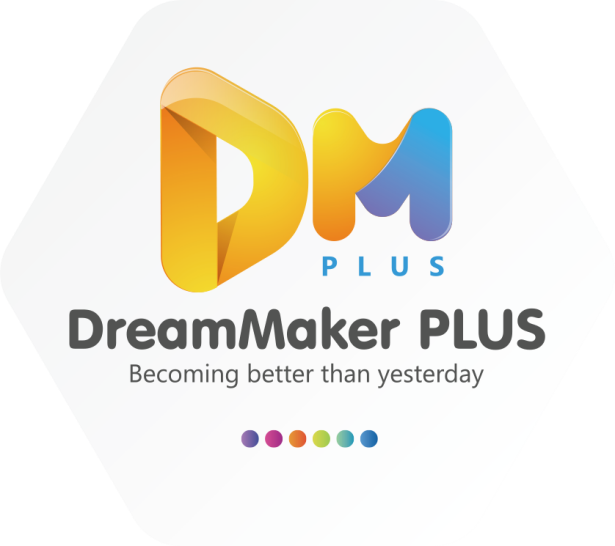 DM
PLUS
DreamMaker PLUS
Becoming better than yesterday